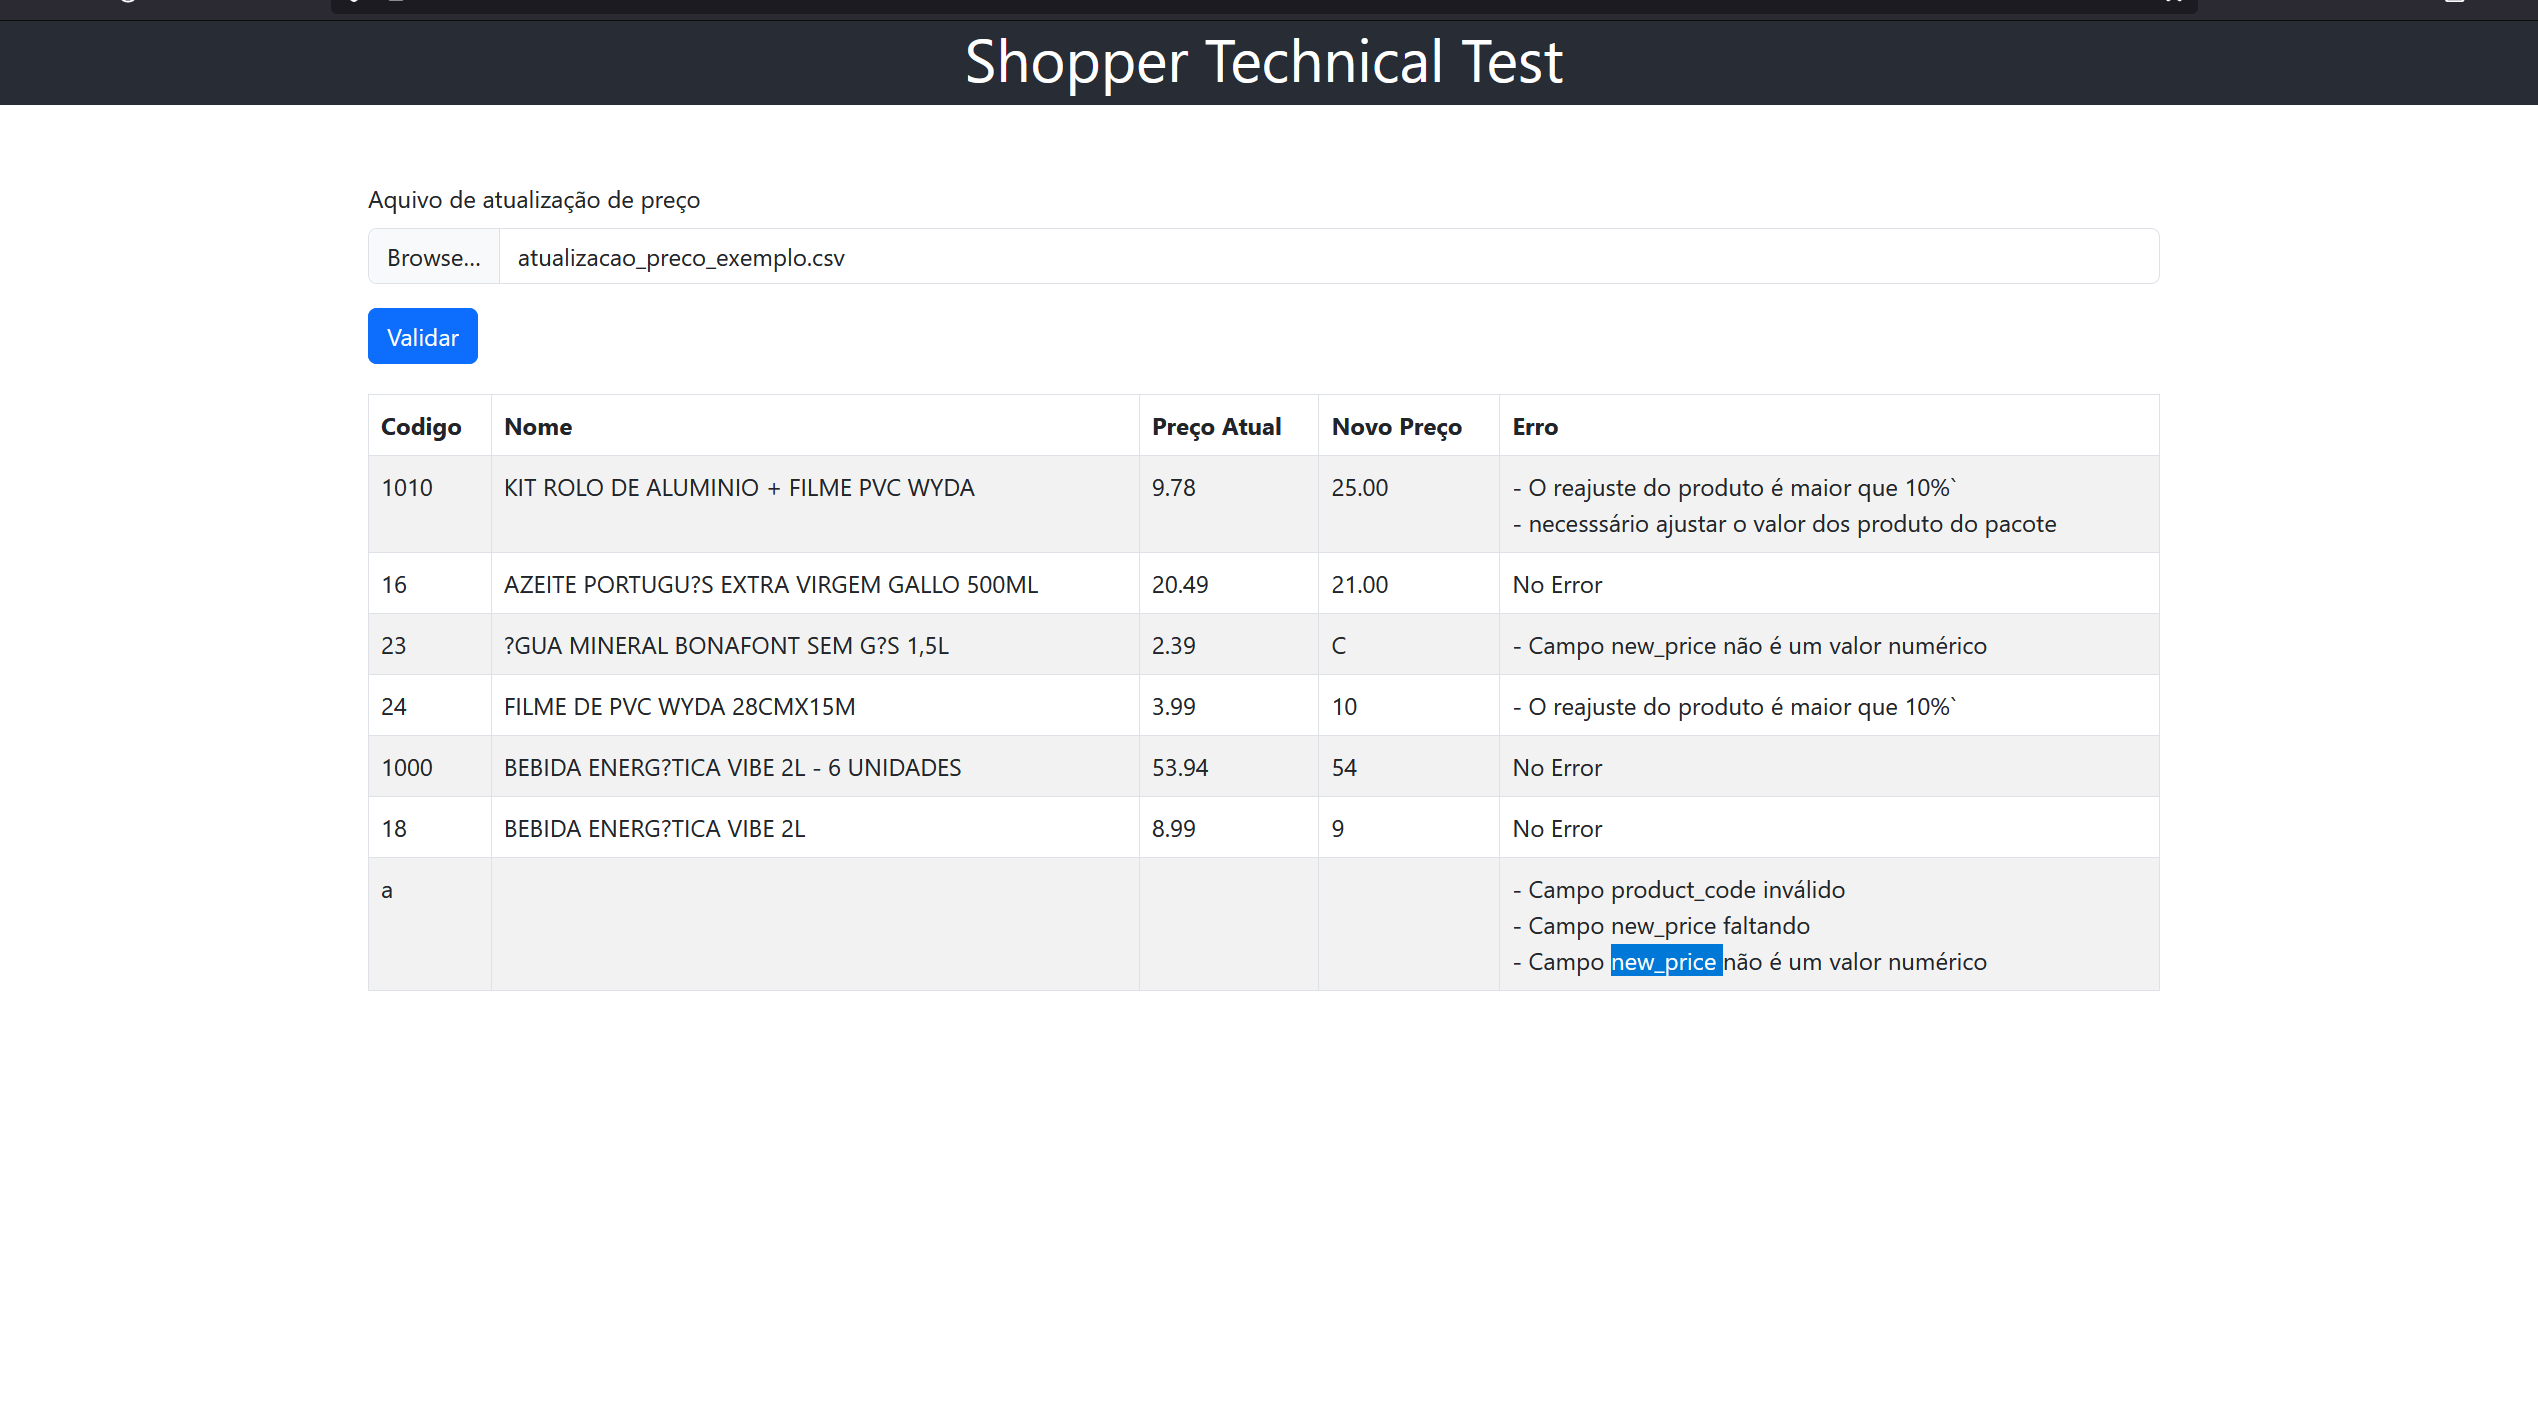 Shopper Technical Test
Aquivo de atualização de preço
Browse... atualizacao_preco_exemplo.csv
Validar
Codigo Nome Preço Atual Novo Preço Erro
1010 KIT ROLO DE ALUMINIO + FILME PVC WYDA 9.78 25.00 - O reajuste do produto é maior que 10%`
- necesssário ajustar o valor dos produto do pacote
16 AZEITE PORTUGU?S EXTRA VIRGEM GALLO 500ML 20.49 21.00 No Error
23 ?GUA MINERAL BONAFONT SEM G?S 1,5L 2.39 C - Campo new_price não é um valor numérico
24 FILME DE PVC WYDA 28CMX15M 3.99 10 - O reajuste do produto é maior que 10%`
1000 BEBIDA ENERG?TICA VIBE 2L - 6 UNIDADES 53.94 54 No Error
18 BEBIDA ENERG?TICA VIBE 2L 8.99 9 No Error
a - Campo product_code inválido
- Campo new_price faltando
- Campo new_price não é um valor numérico